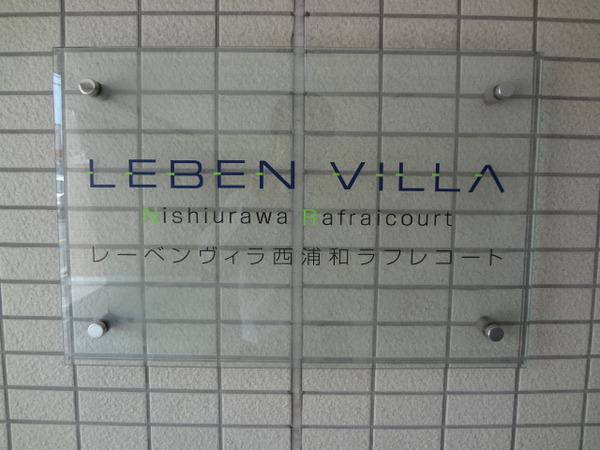 LEBEN VILLA
Nishiurawa Rafraicourt
レーベンヴィラ西浦和ラフレコート